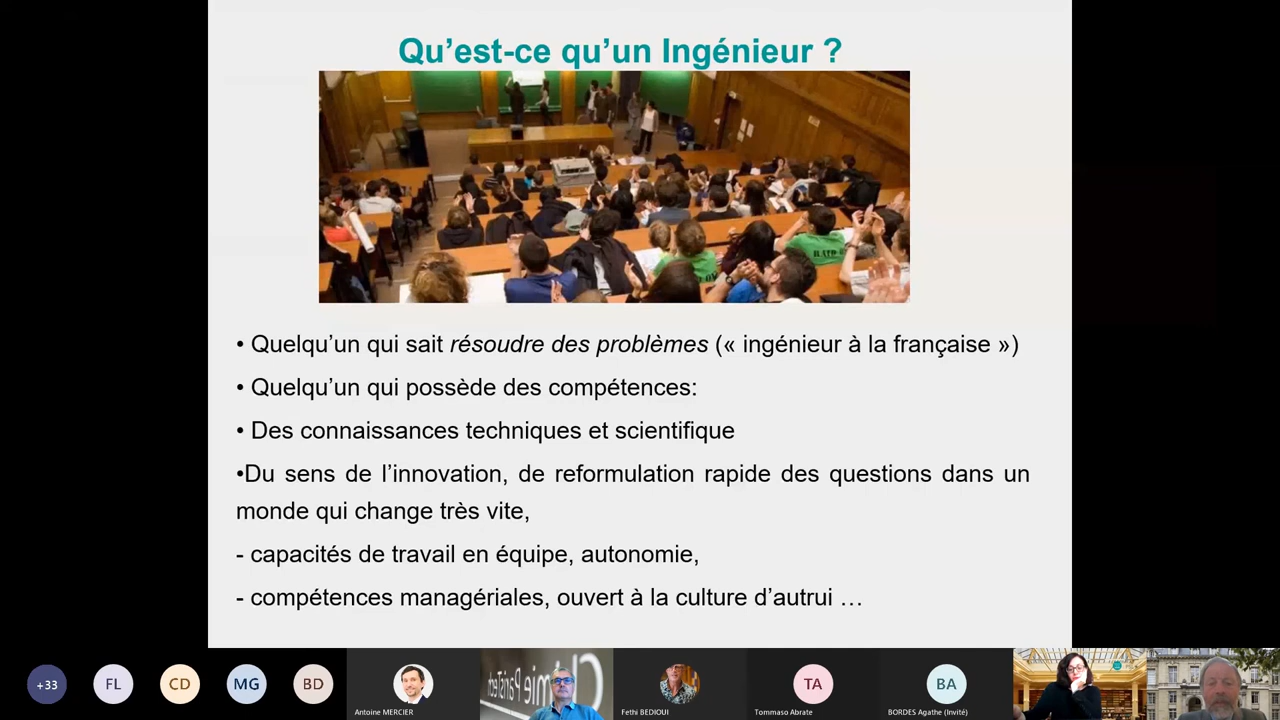 Qu’est-ce qu’un Ingénieur ?
• Quelqu’un qui sait résoudre des problèmes (« ingénieur à la française »)
• Quelqu’un qui possède des compétences:
• Des connaissances techniques et scientifique
•Du sens de l’innovation, de reformulation rapide des questions dans un
monde qui change très vite,
- capacités de travail en équipe, autonomie,
- compétences managériales, ouvert à la culture d’autrui …
+33
FL
CD
MG
BD
Antoine MERCIER
Fethi BEDIOUI
TA
Tommaso Abrate
BA
BORDES Agathe (Invité)